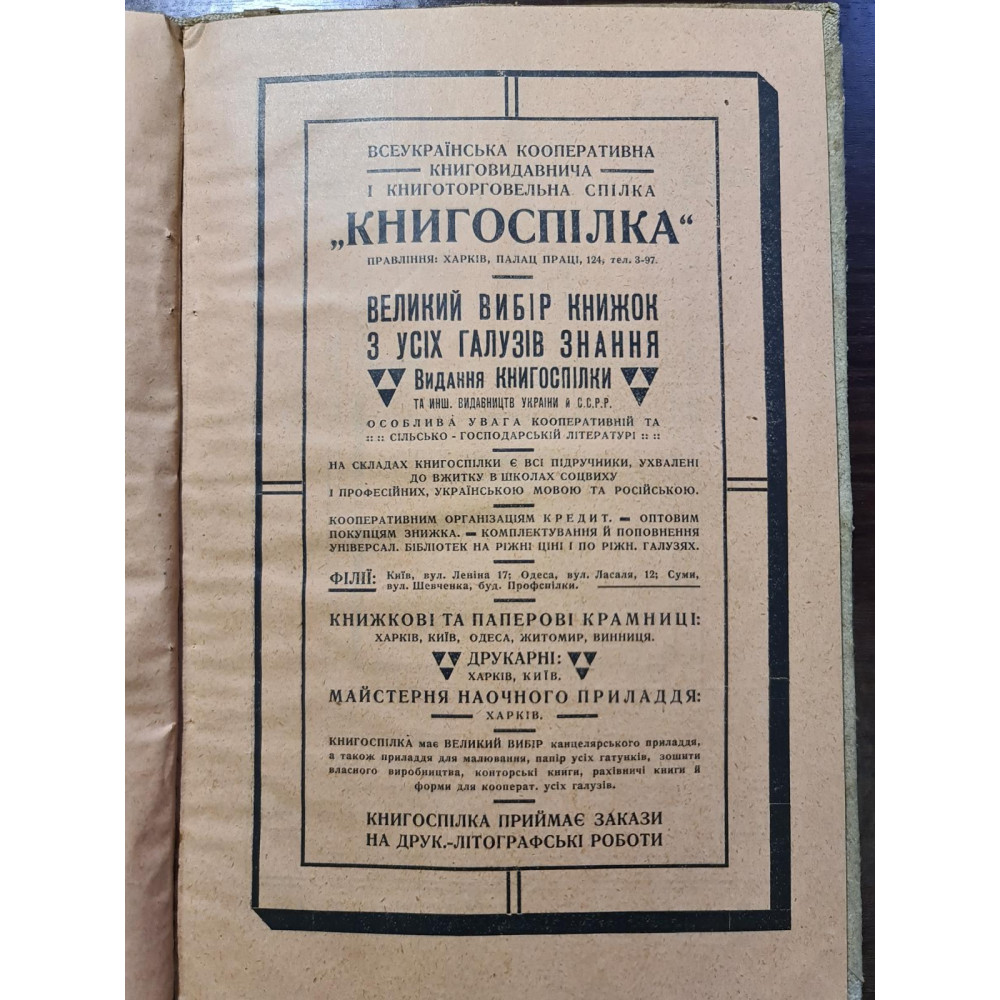 ВСЕУКРАЇНСЬКА КООПЕРАТИВНА
КНИГОВИДАВНИЧА
І КНИГОТОРГОВЕЛЬНА СПІЛКА
„КНИГОСПІЛКА“
ПРАВЛІННЯ: ХАРКІВ, ПАЛАЦ ПРАЦІ, 124, тел. 3-97.
ВЕЛИКИЙ ВИБІР КНИЖОК
З УСІХ ГАЛУЗІВ ЗНАННЯ
Видання КНИГОСПІЛКИ
ТА ИНШ. ВИДАВНИЦТВ УКРАЇНИ й С.С.Р.Р.
ОСОБЛИВА УВАГА КООПЕРАТИВНІЙ ТА
:: :: СІЛЬСЬКО-ГОСПОДАРСЬКІЙ ЛІТЕРАТУРІ :: ::
НА СКЛАДАХ КНИГОСПІЛКИ Є ВСІ ПІДРУЧНИКИ, УХВАЛЕНІ
ДО ВЖИТКУ В ШКОЛАХ СОЦВИХУ
І ПРОФЕСІЙНИХ, УКРАЇНСЬКОЮ МОВОЮ ТА РОСІЙСЬКОЮ.
КООПЕРАТИВНИМ ОРГАНІЗАЦІЯМ КРЕДИТ. — ОПТОВИМ
ПОКУПЦЯМ ЗНИЖКА. — КОМПЛЕКТУВАННЯ Й ПОПОВНЕННЯ
УНІВЕРСАЛ. БІБЛІОТЕК НА РІЖНІ ЦІНІ І ПО РІЖН. ГАЛУЗЯХ.
ФІЛІЇ: Київ, вул. Леніна 17; Одеса, вул. Ласаля, 12; Суми,
вул. Шевченка, буд. Профспілки.
КНИЖКОВІ ТА ПАПЕРОВІ КРАМНИЦІ:
ХАРКІВ, КИЇВ, ОДЕСА, ЖИТОМИР, ВИННИЦЯ.
ДРУКАРНІ:
ХАРКІВ, КИЇВ.
МАЙСТЕРНЯ НАОЧНОГО ПРИЛАДДЯ:
ХАРКІВ.
КНИГОСПІЛКА має ВЕЛИКИЙ ВИБІР канцелярського приладдя,
а також приладдя для малювання, папір усіх гатунків, зошити
власного виробництва, конторські книги, рахівничі книги й
форми для кооперат. усіх галузів.
КНИГОСПІЛКА ПРИЙМАЄ ЗАКАЗИ
НА ДРУК.-ЛІТОГРАФСЬКІ РОБОТИ